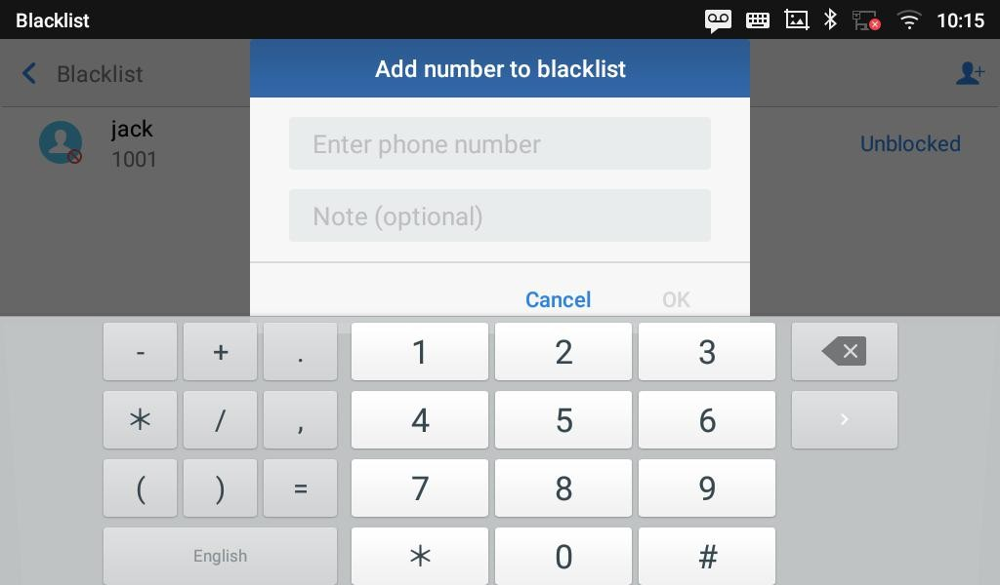 Blacklist
10:15
Add number to blacklist
Blacklist
jack
1001
Unblocked
Enter phone number
Note (optional)
Cancel
OK
- + . 1 2 3
* / , 4 5 6
( ) = 7 8 9
English * 0 #